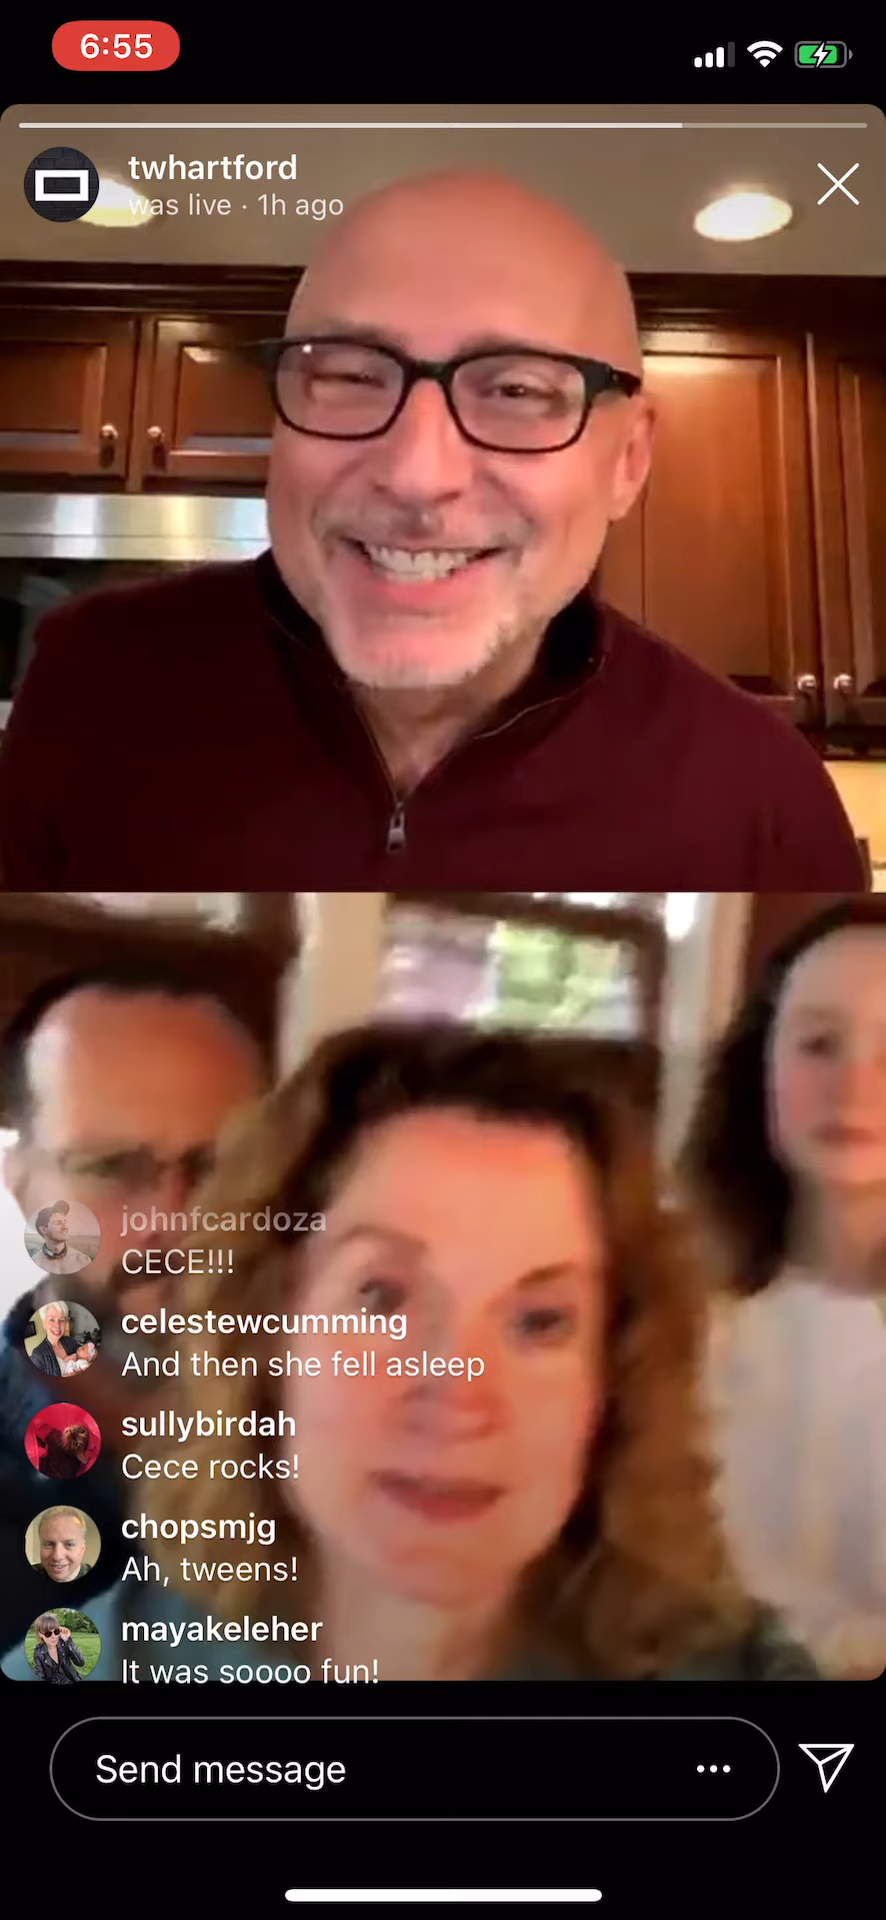 6:55
twhartford
was live · 1h ago
johnfcardoza
CECE!!!
celestewcumming
And then she fell asleep
sullybirdah
Cece rocks!
chopsmjg
Ah, tweens!
mayakeleher
It was soooo fun!
Send message